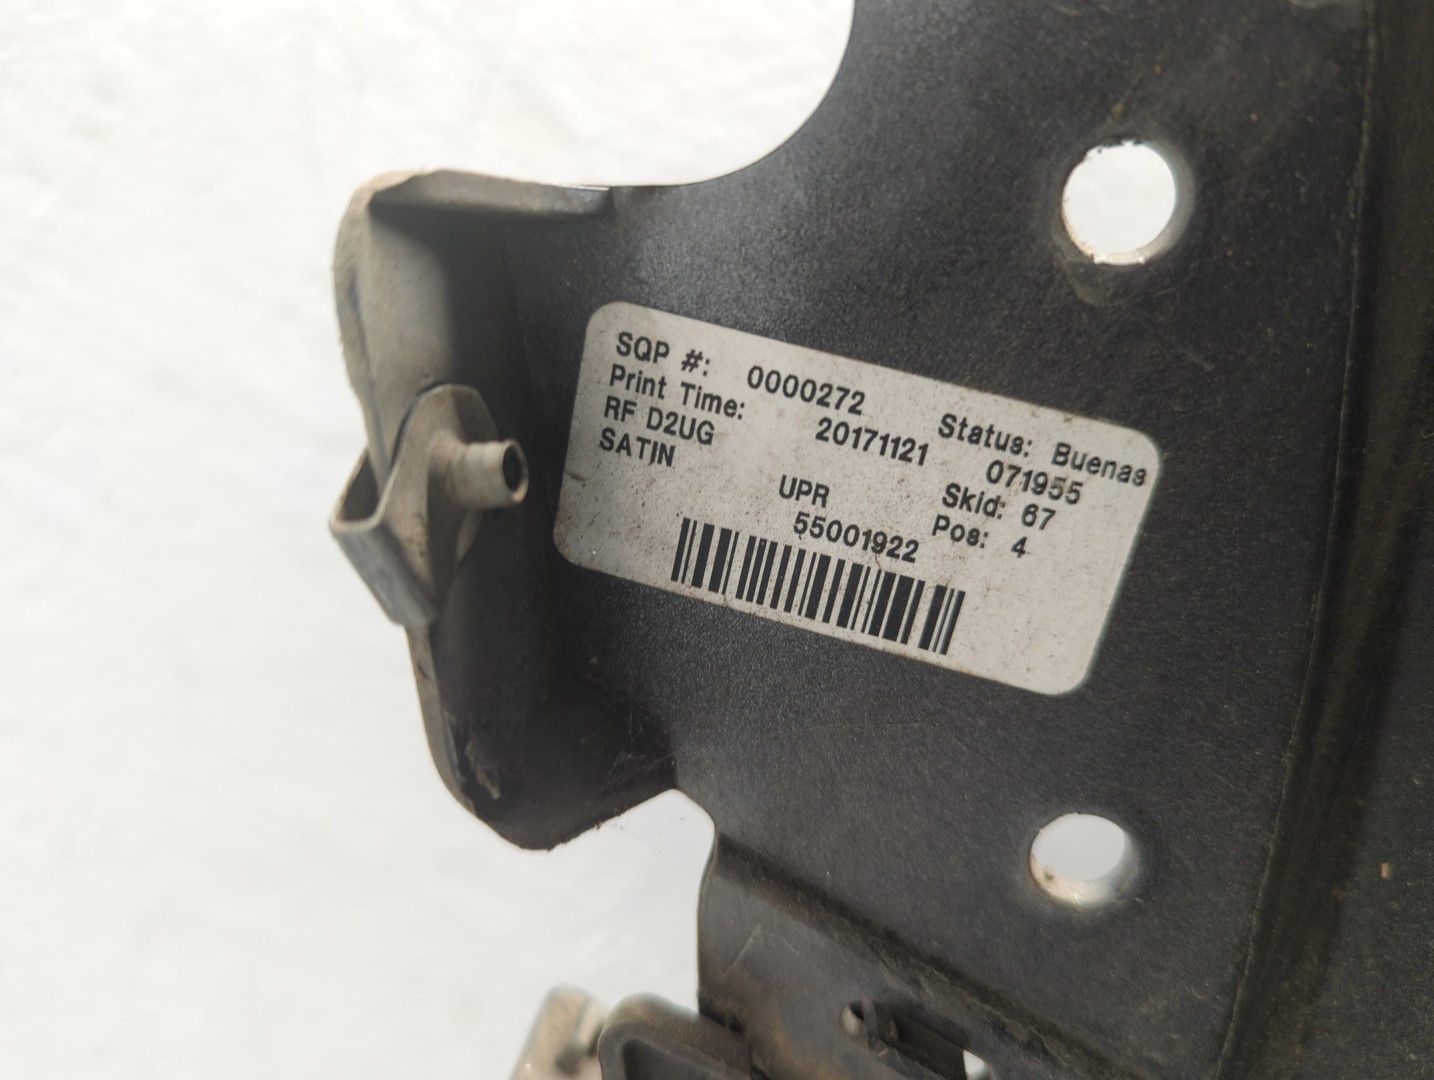 SQP #: 0000272 Status: Buenas
Print Time: 20171121 071955
RF D2UG Skid: 67
SATIN UPR Pos: 4
55001922